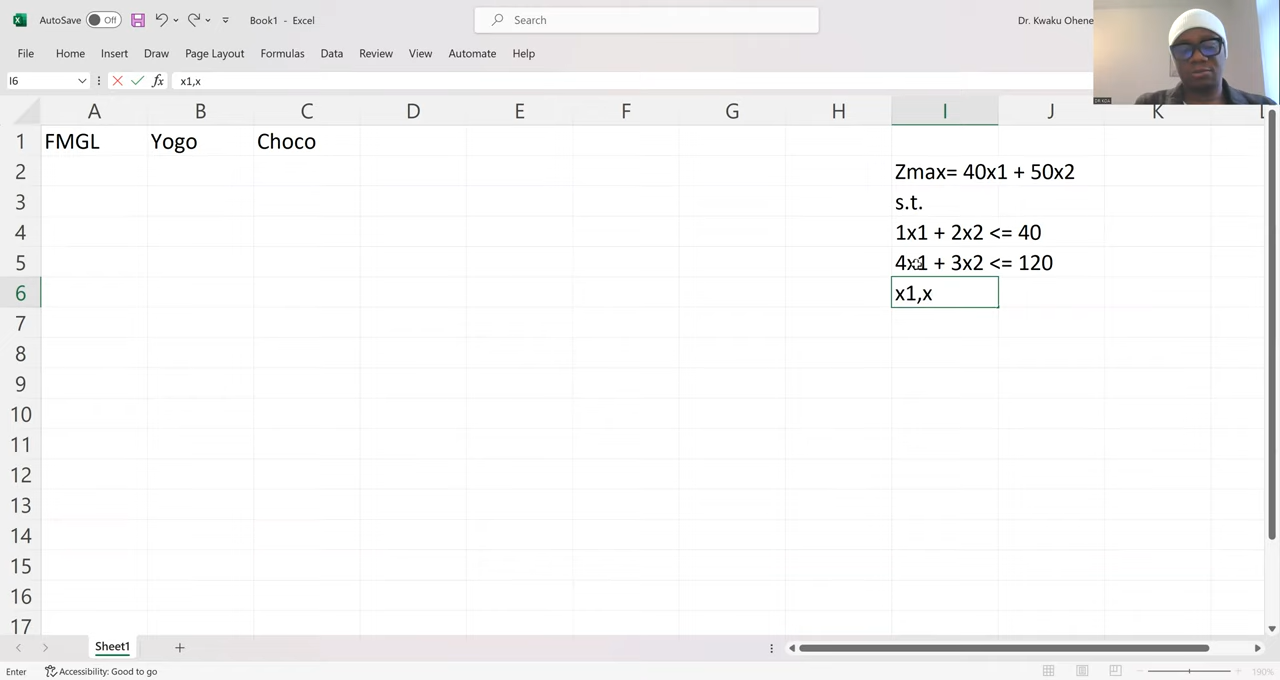 AutoSave Off Book1 - Excel Search Dr. Kwaku Ohene
File Home Insert Draw Page Layout Formulas Data Review View Automate Help
I6 fx x1,x
A B C D E F G H I J K
1 FMGL Yogo Choco
2 Zmax= 40x1 + 50x2
3 s.t.
4 1x1 + 2x2 <= 40
5 4x1 + 3x2 <= 120
6 x1,x
7
8
9
10
11
12
13
14
15
16
17
Sheet1
Enter Accessibility: Good to go 190%